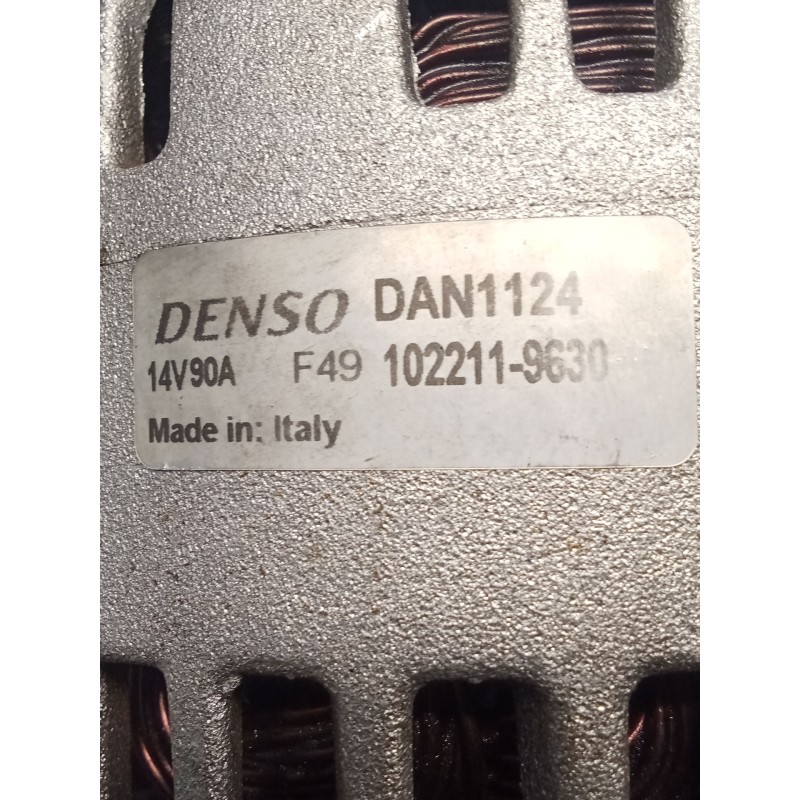 DENSO DAN1124
14V90A F49 102211-9630
Made in: Italy